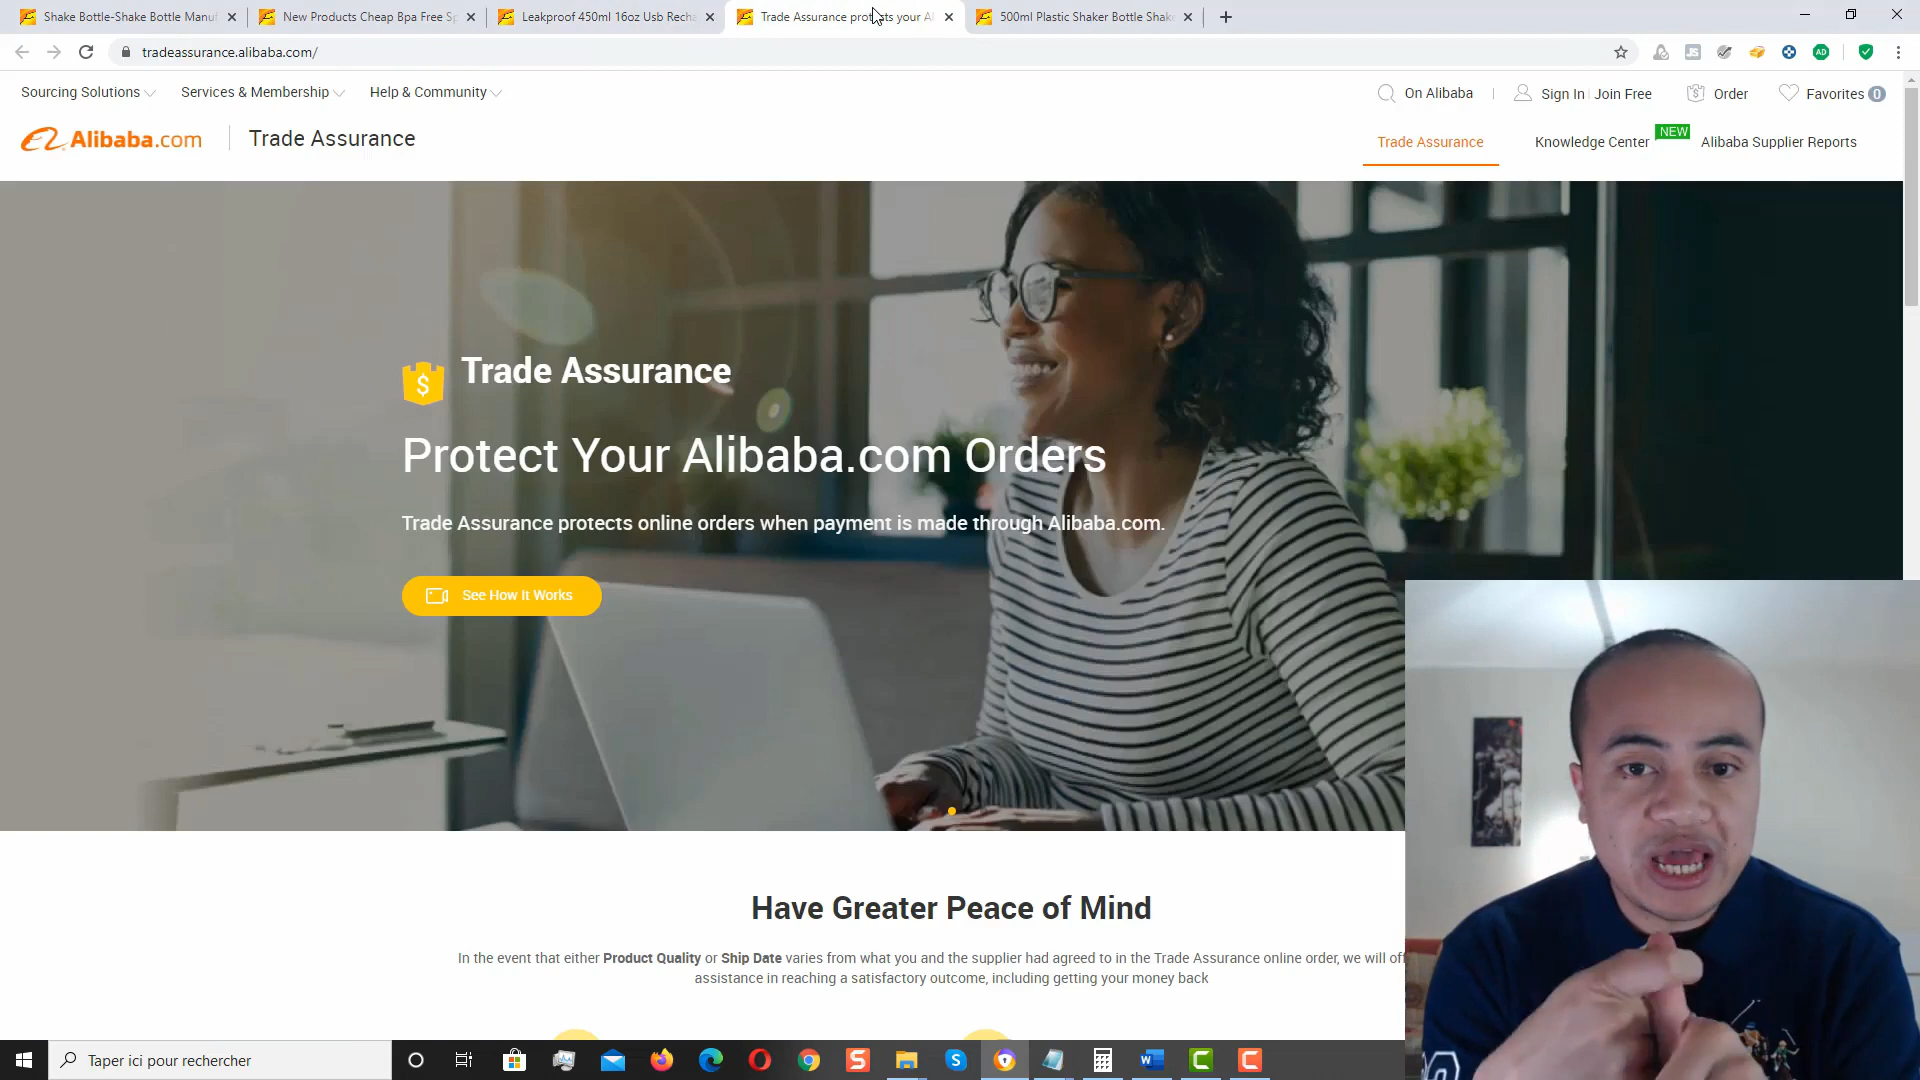 Shake Bottle-Shake Bottle Manuf
New Products Cheap Bpa Free Sp
Leakproof 450ml 16oz Usb Recha
Trade Assurance protects your Al
500ml Plastic Shaker Bottle Shake
tradeassurance.alibaba.com/
Sourcing Solutions
Services & Membership
Help & Community
On Alibaba
Sign In
Join Free
Order
Favorites 0
Alibaba.com
Trade Assurance
Trade Assurance
Knowledge Center
NEW
Alibaba Supplier Reports
$ Trade Assurance
Protect Your Alibaba.com Orders
Trade Assurance protects online orders when payment is made through Alibaba.com.
See How It Works
Have Greater Peace of Mind
In the event that either Product Quality or Ship Date varies from what you and the supplier had agreed to in the Trade Assurance online order, we will off
assistance in reaching a satisfactory outcome, including getting your money back
Taper ici pour rechercher